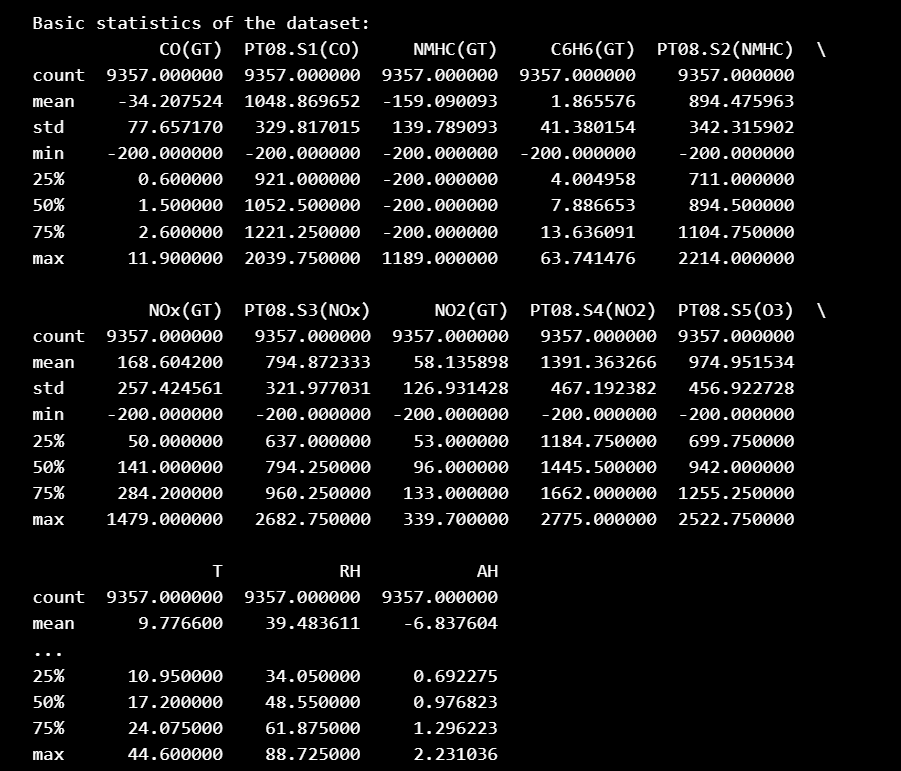 Basic statistics of the dataset:
CO(GT) PT08.S1(CO) NMHC(GT) C6H6(GT) PT08.S2(NMHC) \
count 9357.000000 9357.000000 9357.000000 9357.000000 9357.000000
mean -34.207524 1048.869652 -159.090093 1.865576 894.475963
std 77.657170 329.817015 139.789093 41.380154 342.315902
min -200.000000 -200.000000 -200.000000 -200.000000 -200.000000
25% 0.600000 921.000000 -200.000000 4.004958 711.000000
50% 1.500000 1052.500000 -200.000000 7.886653 894.500000
75% 2.600000 1221.250000 -200.000000 13.636091 1104.750000
max 11.900000 2039.750000 1189.000000 63.741476 2214.000000
NOx(GT) PT08.S3(NOx) NO2(GT) PT08.S4(NO2) PT08.S5(O3) \
count 9357.000000 9357.000000 9357.000000 9357.000000 9357.000000
mean 168.604200 794.872333 58.135898 1391.363266 974.951534
std 257.424561 321.977031 126.931428 467.192382 456.922728
min -200.000000 -200.000000 -200.000000 -200.000000 -200.000000
25% 50.000000 637.000000 53.000000 1184.750000 699.750000
50% 141.000000 794.250000 96.000000 1445.500000 942.000000
75% 284.200000 960.250000 133.000000 1662.000000 1255.250000
max 1479.000000 2682.750000 339.700000 2775.000000 2522.750000
T RH AH
count 9357.000000 9357.000000 9357.000000
mean 9.776600 39.483611 -6.837604
...
25% 10.950000 34.050000 0.692275
50% 17.200000 48.550000 0.976823
75% 24.075000 61.875000 1.296223
max 44.600000 88.725000 2.231036